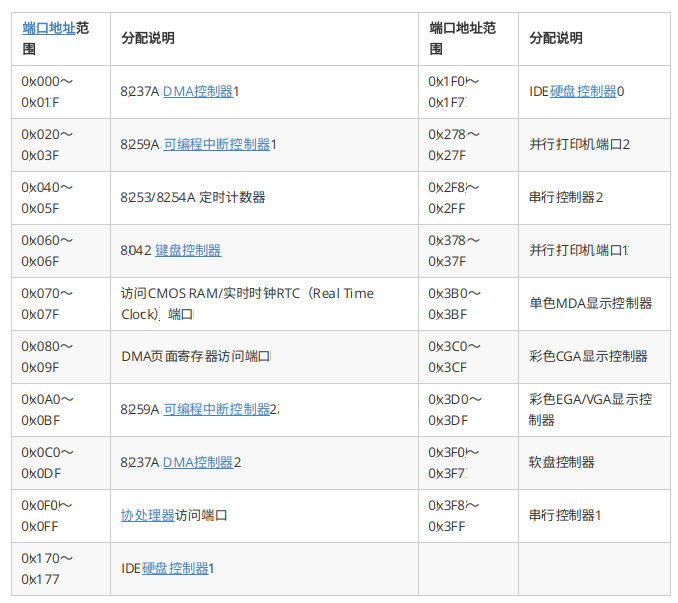 端口地址范
围
分配说明
端口地址范
围
分配说明
0x000～
0x01F
8237A DMA控制器1
0x1F0～
0x1F7
IDE硬盘控制器0
0x020～
0x03F
8259A 可编程中断控制器1
0x278～
0x27F
并行打印机端口2
0x040～
0x05F
8253/8254A 定时计数器
0x2F8～
0x2FF
串行控制器2
0x060～
0x06F
8042 键盘控制器
0x378～
0x37F
并行打印机端口1
0x070～
0x07F
访问CMOS RAM/实时时钟RTC（Real Time
Clock）端口
0x3B0～
0x3BF
单色MDA显示控制器
0x080～
0x09F
DMA页面寄存器访问端口
0x3C0～
0x3CF
彩色CGA显示控制器
0x0A0～
0x0BF
8259A 可编程中断控制器2
0x3D0～
0x3DF
彩色EGA/VGA显示控
制器
0x0C0～
0x0DF
8237A DMA控制器2
0x3F0～
0x3F7
软盘控制器
0x0F0～
0x0FF
协处理器访问端口
0x3F8～
0x3FF
串行控制器1
0x170～
0x177
IDE硬盘控制器1